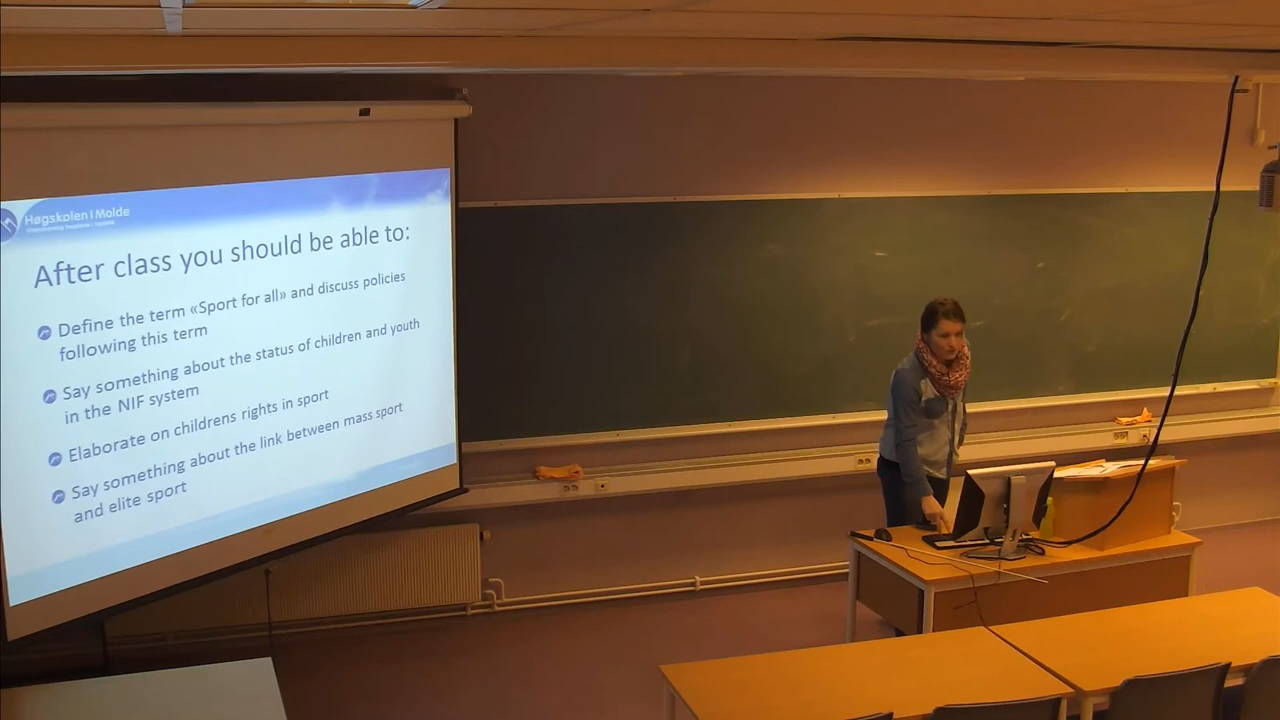 Høgskolen i Molde
After class you should be able to:
Define the term «Sport for all» and discuss policies
following this term
Say something about the status of children and youth
in the NIF system
Elaborate on childrens rights in sport
Say something about the link between mass sport
and elite sport